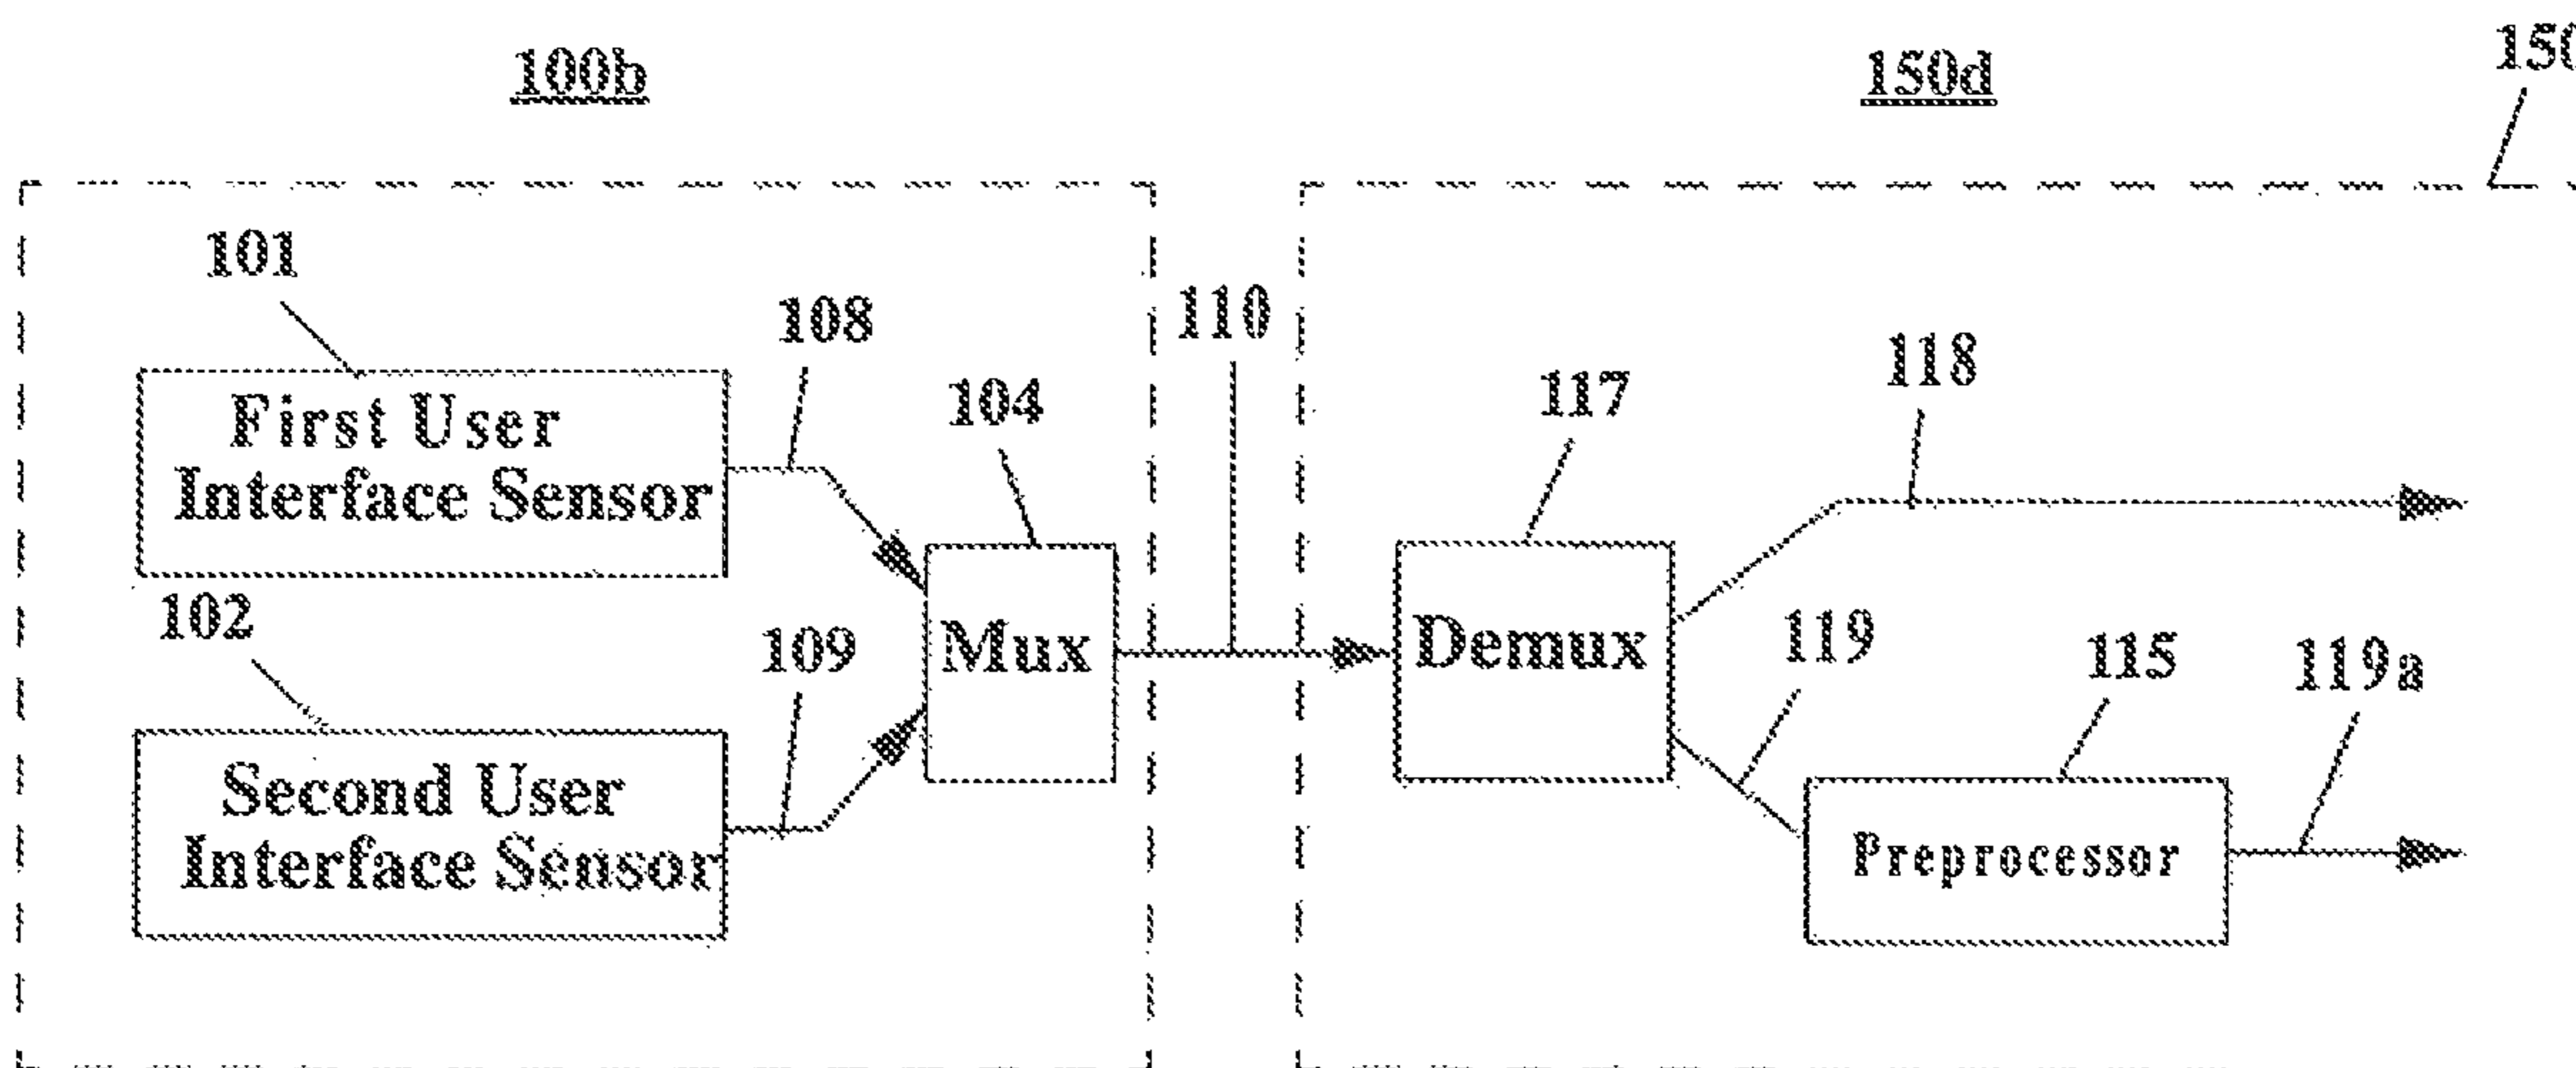 100b
150d
150
101
108
110
118
104
117
First User
Interface Sensor
102
109
Mux
Demux
119
115
119a
Second User
Interface Sensor
Preprocessor